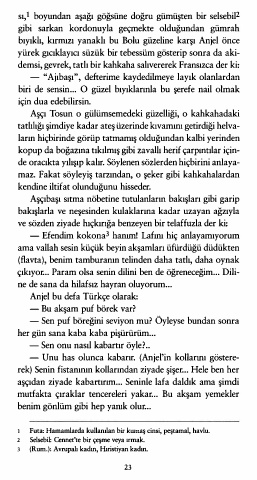 sı,¹ boyundan aşağı göğsüne doğru gümüşten bir selsebil²
gibi sarkan kordonuyla geçmekte olduğundan gümrah
bıyıklı, kırmızı yanaklı bu Bolu güzeline karşı Anjel önce
yürek gıcıklayıcı süzük bir tebessüm gösterip sonra da aki-
demsi, gevrek, tatlı bir kahkaha salıvererek Fransızca der ki:
— "Ajıbaşı", defterime kaydedilmeye layık olanlardan
biri de sensin... O güzel bıyıklarınla bu şerefe nail olmak
için dua edebilirsin.
Aşçı Tosun o gülümsemedeki güzelliği, o kahkahadaki
tatlılığı şimdiye kadar ateş üzerinde kıvamını getirdiği helva-
ların hiçbirinde görüp tatmamış olduğundan kalbi yerinden
kopup da boğazına tıkılmış gibi zavallı herif çarpıntılar için-
de oracıkta yılışıp kalır. Söylenen sözlerden hiçbirini anlaya-
maz. Fakat söyleyiş tarzından, o şeker gibi kahkahalardan
kendine iltifat olunduğunu hisseder.
Aşçıbaşı sıtma nöbetine tutulanların bakışları gibi garip
bakışlarla ve neşesinden kulaklarına kadar uzayan ağzıyla
ve sözden ziyade hıçkırığa benzeyen bir telaffuzla der ki:
— Efendim kokona³ hanım! Lafını hiç anlayamıyorum
ama vallah sesin küçük beyin akşamları üfürdüğü düdükten
(flavta), benim tamburanın telinden daha tatlı, daha oynak
çıkıyor... Param olsa senin dilini ben de öğreneceğim... Dili-
ne de sana da hilafsız hayran oluyorum...
Anjel bu defa Türkçe olarak:
— Bu akşam puf börek var?
— Sen puf böreğini seviyon mu? Öyleyse bundan sonra
her gün sana kaba kaba pişürürüm...
— Sen onu nasıl kabartır öyle?..
— Unu has olunca kabarır. (Anjel'in kollarını göstere-
rek) Senin fistanının kollarından ziyade şişer... Hele ben her
aşçıdan ziyade kabartırım... Seninle lafa daldık ama şimdi
mutfakta çıraklar tencereleri yakar... Bu akşam yemekler
benim gönlüm gibi hep yanık olur...
1 Futa: Hamamlarda kullanılan bir kumaş cinsi, peştamal, havlu.
2 Selsebil: Cennet'te bir çeşme veya ırmak.
3 (Rum.): Avrupalı kadın, Hıristiyan kadın.
23